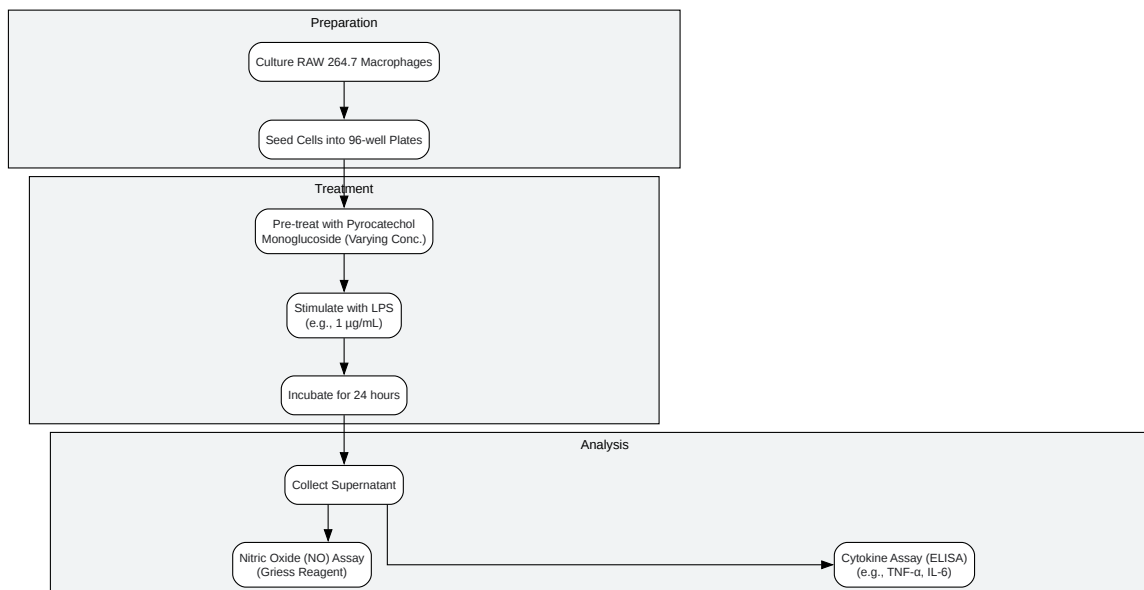 Preparation
Culture RAW 264.7 Macrophages
Seed Cells into 96-well Plates
Treatment
Pre-treat with Pyrocatechol
Monoglucoside (Varying Conc.)
Stimulate with LPS
(e.g., 1 µg/mL)
Incubate for 24 hours
Analysis
Collect Supernatant
Nitric Oxide (NO) Assay
(Griess Reagent)
Cytokine Assay (ELISA)
(e.g., TNF-α, IL-6)